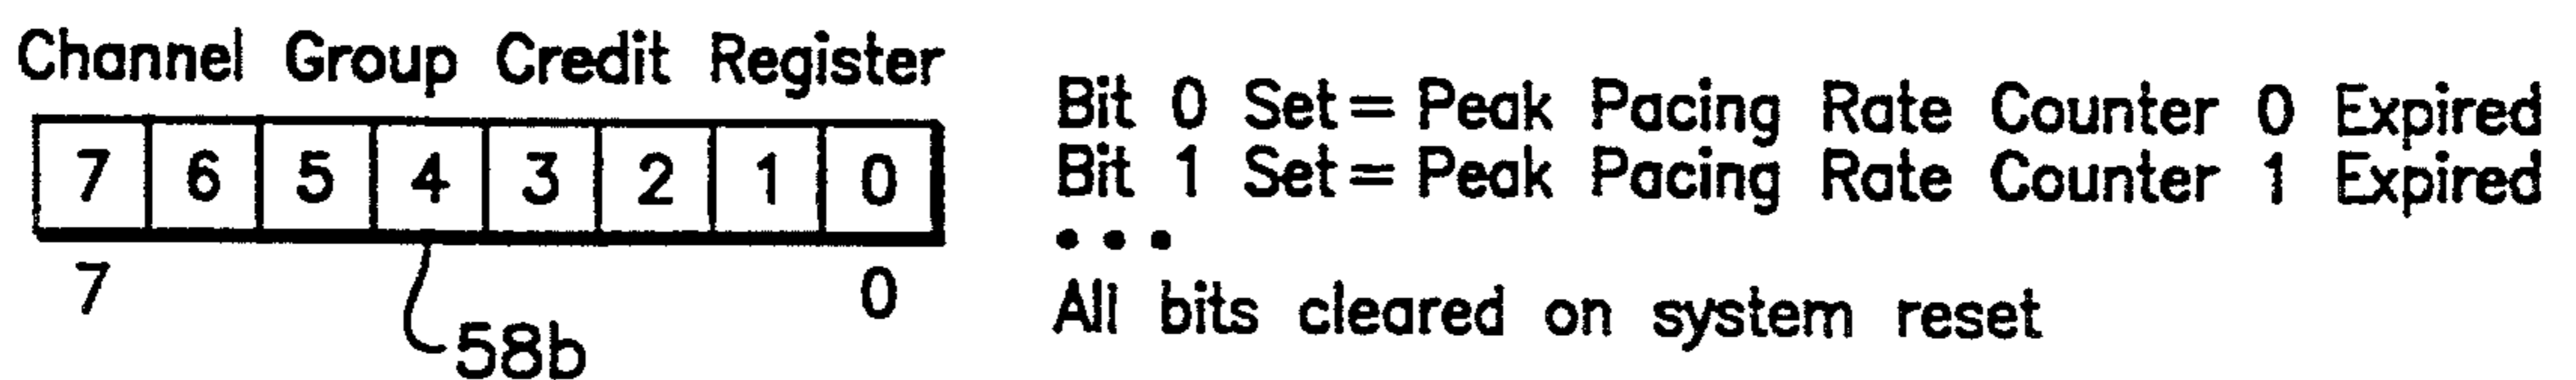 Channel Group Credit Register
7 6 5 4 3 2 1 0
7 0
58b
Bit 0 Set = Peak Pacing Rate Counter 0 Expired
Bit 1 Set = Peak Pacing Rate Counter 1 Expired
• • •
All bits cleared on system reset